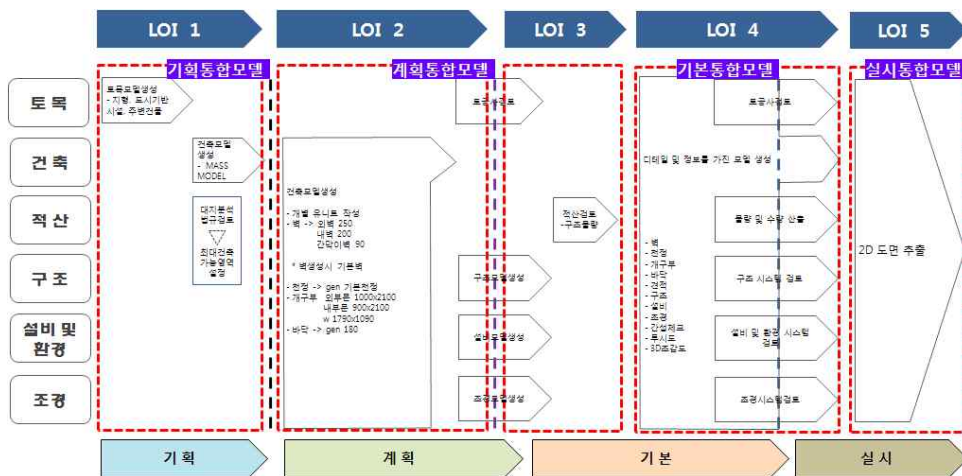 LOI 1
LOI 2
LOI 3
LOI 4
LOI 5
기획통합모델
계획통합모델
기본통합모델
실시통합모델
토목
토목모델생성
- 지형, 도시기반
시설, 주변건물
토공사검토
토공사검토
건축
건축모델
생성
- MASS
MODEL
디테일 및 정보를 가진 모델 생성
적산
대지분석
법규검토
최대건축
가능영역
설정
건축모델생성
- 개별 유니트 작성
- 벽 -> 외벽 250
내벽 200
간막이벽 90
* 벽생성시 기본벽
- 천정 -> gen 기본천정
- 개구부 외부문 1000x2100
내부문 900x2100
w 1790x1090
- 바닥 -> gen 180
적산검토
-구조물량
물량 및 수량 산출
- 벽
- 천정
- 개구부
- 바닥
- 견적
- 구조
- 설비
- 조경
- 간섭체크
- 투시도
- 3D조감도
2D 도면 추출
구조
구조모델생성
구조 시스템 검토
설비 및
환경
설비모델생성
설비 및 환경 시스템
검토
조경
조경모델생성
조경시스템검토
기획
계획
기본
실시